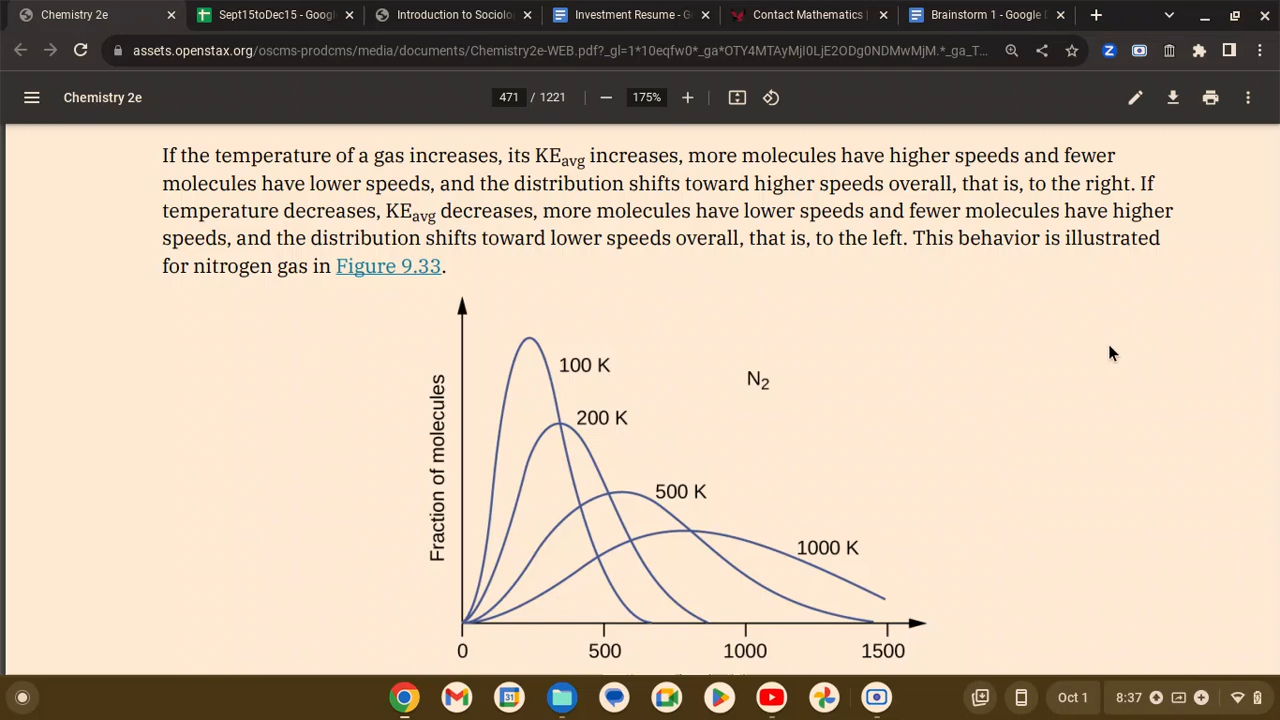 Chemistry 2e
Sept15toDec15 - Googl
Introduction to Sociolo
Investment Resume - G
Contact Mathematics
Brainstorm 1 - Google D
assets.openstax.org/oscms-prodcms/media/documents/Chemistry2e-WEB.pdf?_gl=1*10eqfw0*_ga*OTY4MTAyMjI0LjE2ODg0NDMwMjM.*_ga_T...
Chemistry 2e
471 / 1221
175%
If the temperature of a gas increases, its KEavg increases, more molecules have higher speeds and fewer
molecules have lower speeds, and the distribution shifts toward higher speeds overall, that is, to the right. If
temperature decreases, KEavg decreases, more molecules have lower speeds and fewer molecules have higher
speeds, and the distribution shifts toward lower speeds overall, that is, to the left. This behavior is illustrated
for nitrogen gas in Figure 9.33.
Fraction of molecules
100 K
N2
200 K
500 K
1000 K
0 500 1000 1500
31
Oct 1
8:37